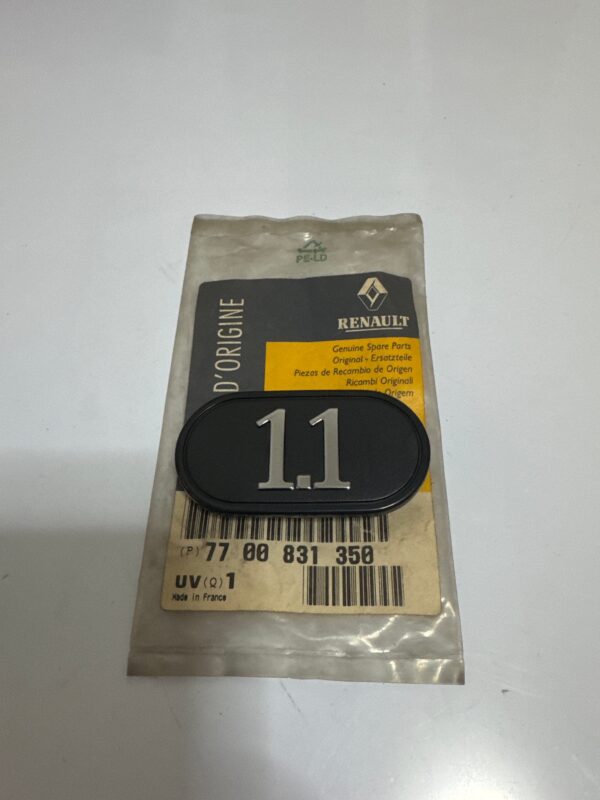 PE-LD
RENAULT
D'ORIGINE
Genuine Spare Parts
Original - Ersatzteile
Piezas de Recambio de Origen
Ricambi Originali
Origem
1.1
(P) 77 00 831 350
UV (Q) 1
Made in France